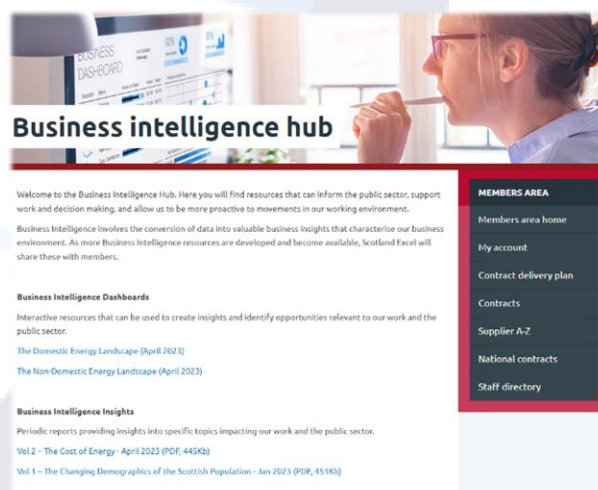 BUSINESS
DASHBOARD
Business intelligence hub
Welcome to the Business Intelligence Hub. Here you will find resources that can inform the public sector, support
work and decision making, and allow us to be more proactive to movements in our working environment.
Business Intelligence involves the conversion of data into valuable business insights that characterise our business
environment. As more Business Intelligence resources are developed and become available, Scotland Excel will
share these with members.
Business Intelligence Dashboards
Interactive resources that can be used to create insights and identify opportunities relevant to our work and the
public sector.
The Domestic Energy Landscape (April 2023)
The Non-Domestic Energy Landscape (April 2023)
Business Intelligence Insights
Periodic reports providing insights into specific topics impacting our work and the public sector.
Vol 2 – The Cost of Energy - April 2023 (PDF, 445Kb)
Vol 1 – The Changing Demographics of the Scottish Population - Jan 2023 (PDF, 451Kb)
MEMBERS AREA
Members area home
My account
Contract delivery plan
Contracts
Supplier A-Z
National contracts
Staff directory